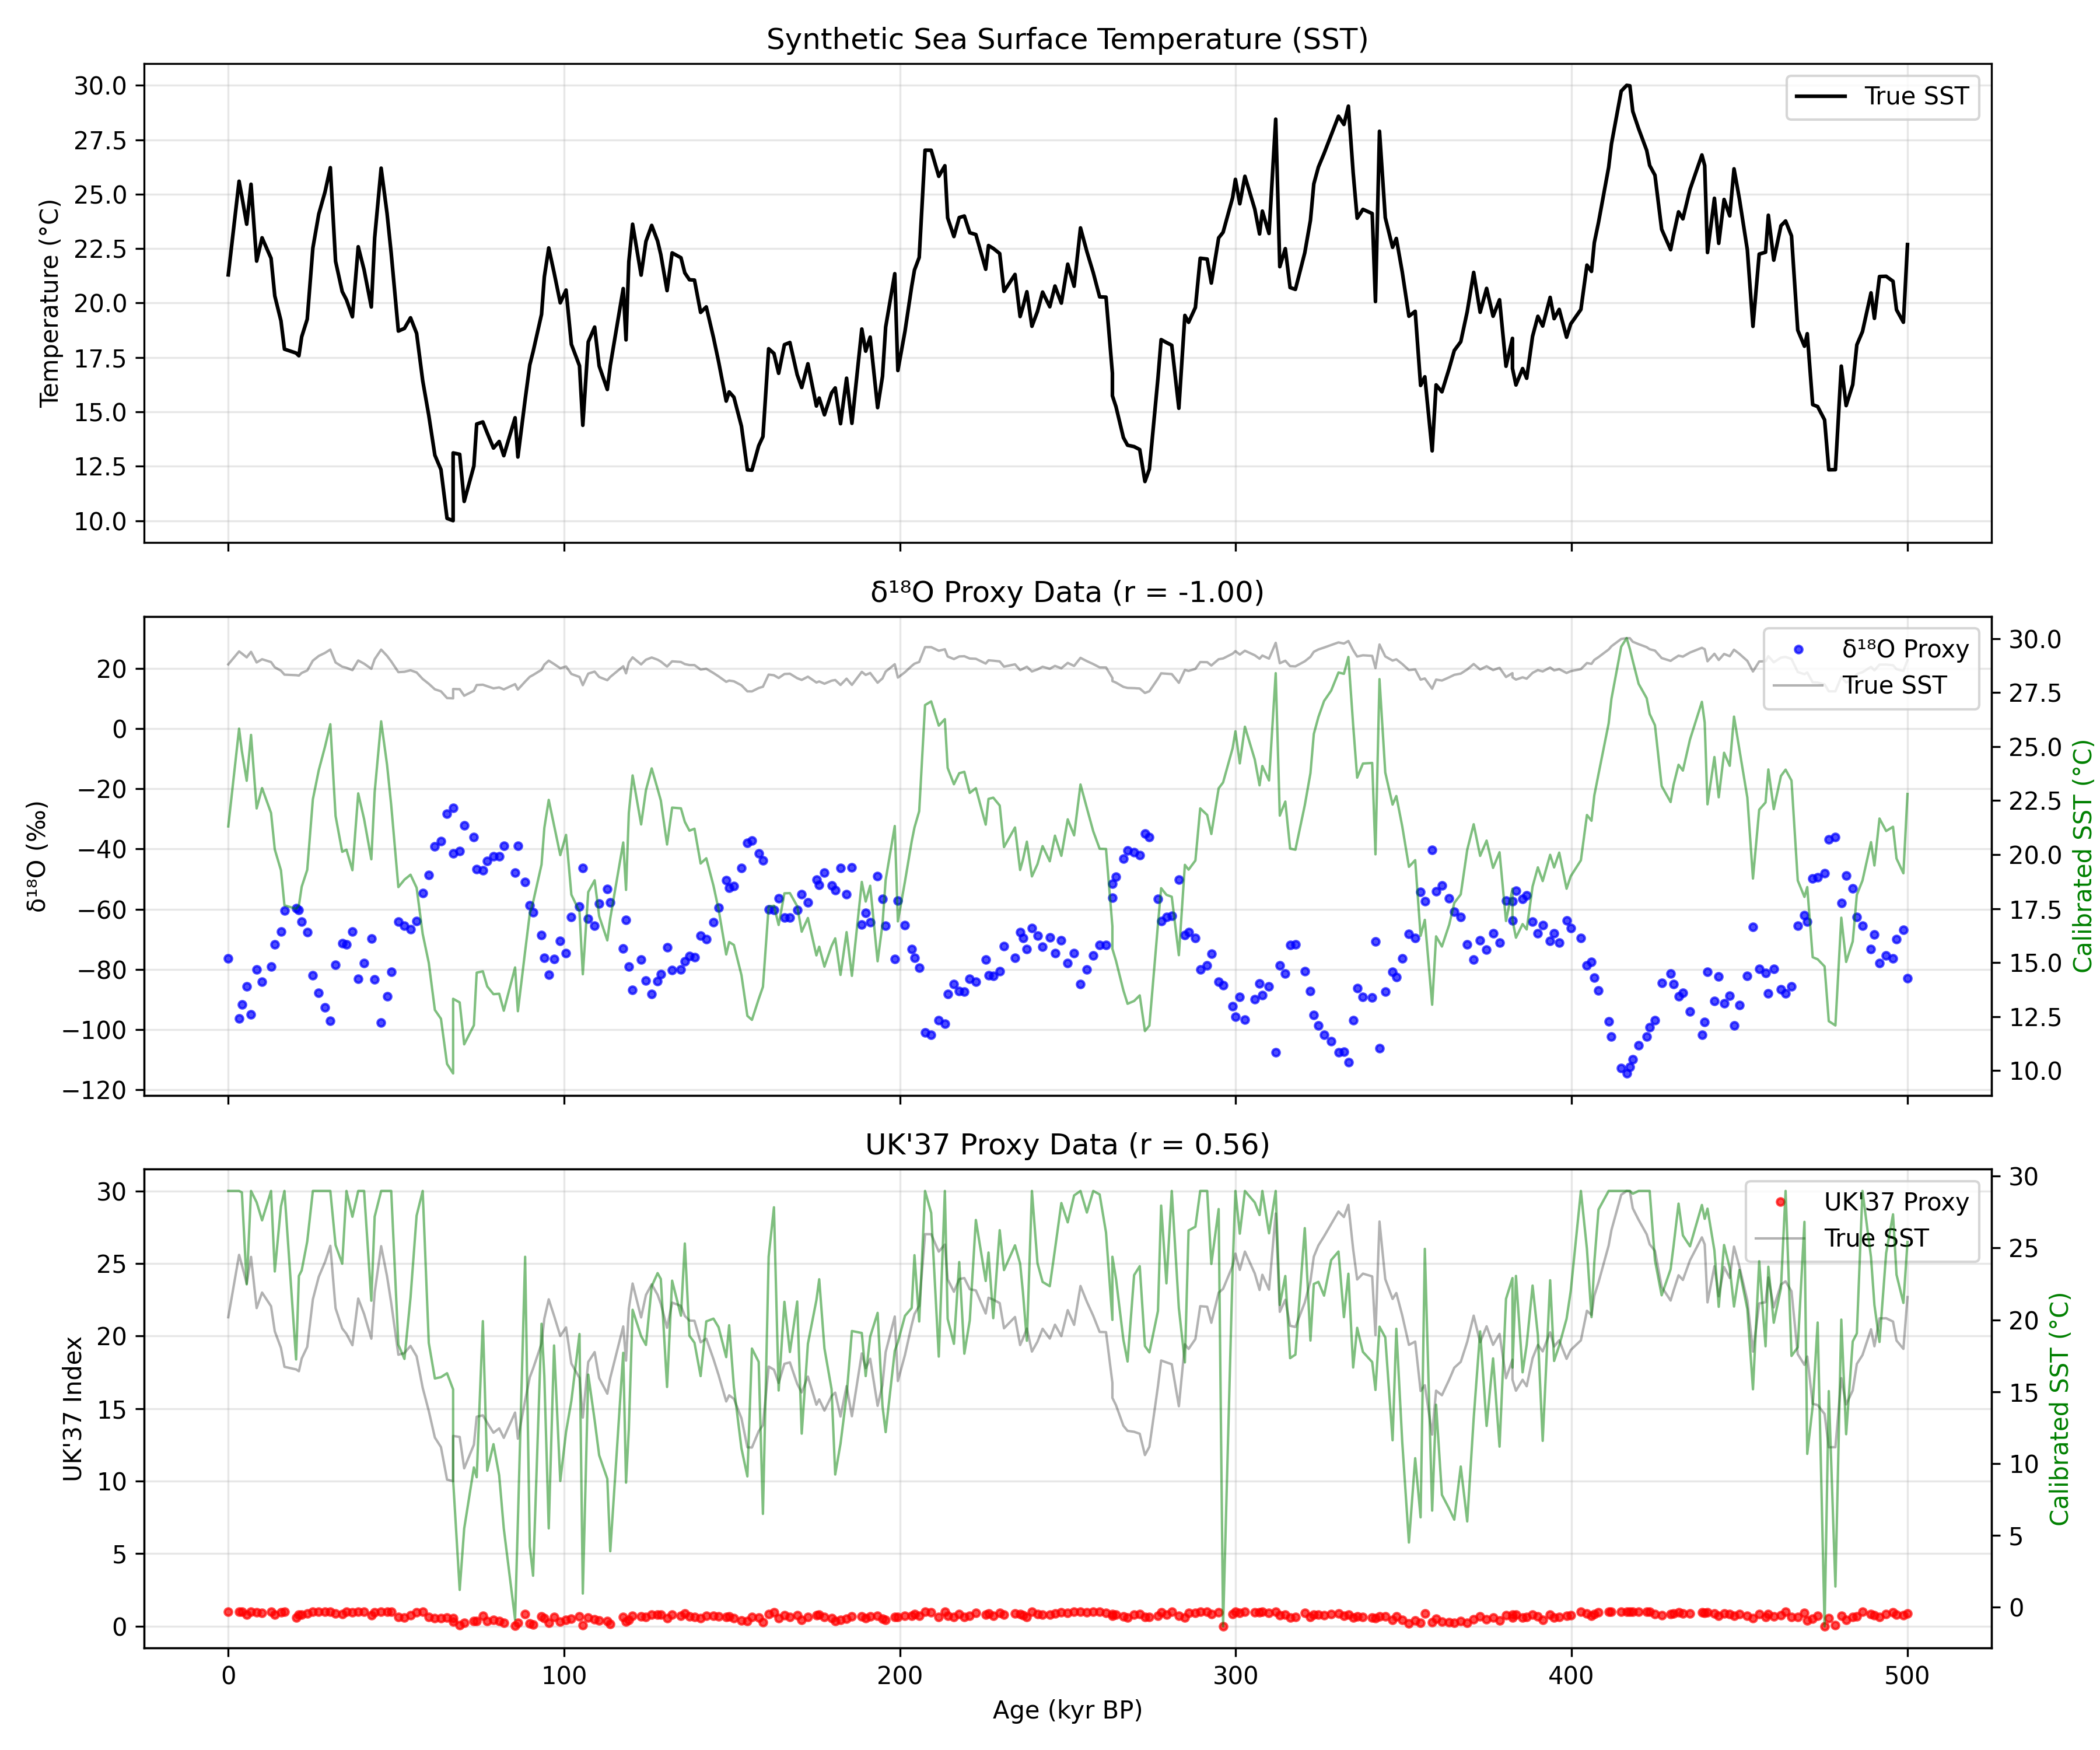 Synthetic Sea Surface Temperature (SST)
Temperature (°C)
30.0
27.5
25.0
22.5
20.0
17.5
15.0
12.5
10.0
True SST
δ¹⁸O Proxy Data (r = -1.00)
δ¹⁸O (‰)
20
0
−20
−40
−60
−80
−100
−120
δ¹⁸O Proxy
True SST
30.0
27.5
25.0
22.5
20.0
17.5
15.0
12.5
10.0
Calibrated SST (°C)
UK'37 Proxy Data (r = 0.56)
UK'37 Index
30
25
20
15
10
5
0
UK'37 Proxy
True SST
30
25
20
15
10
5
0
Calibrated SST (°C)
0 100 200 300 400 500
Age (kyr BP)